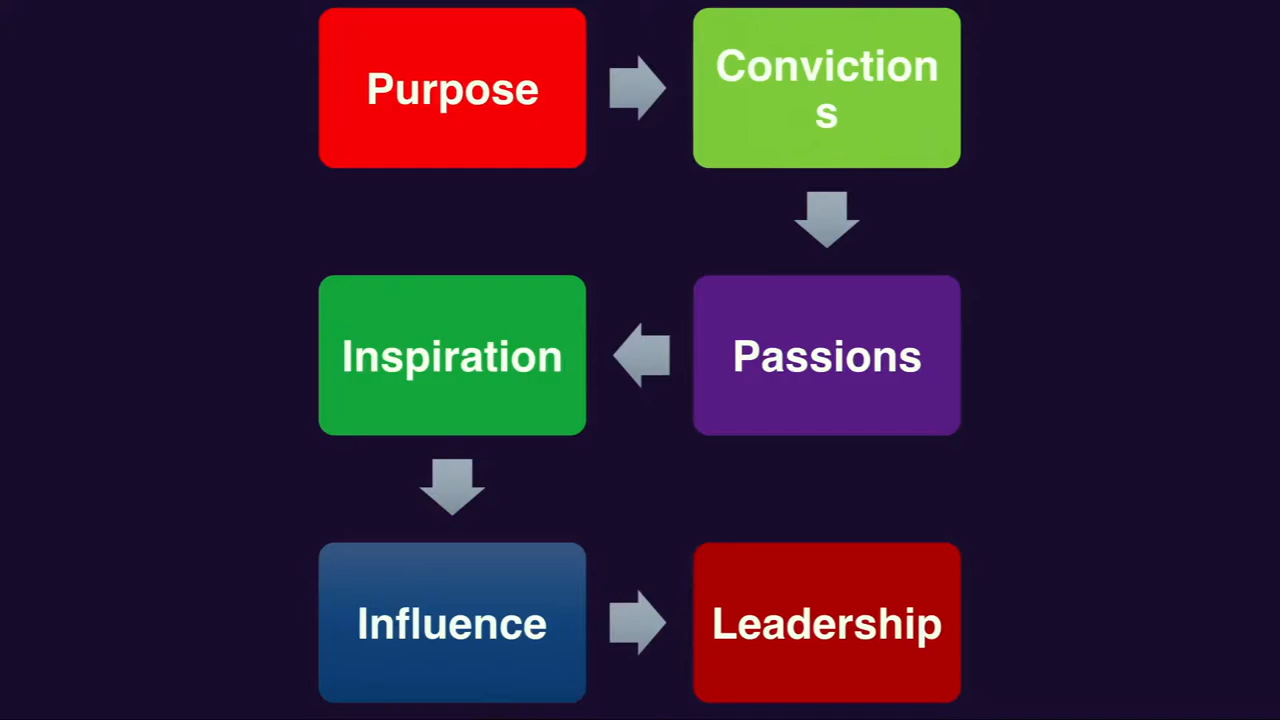 Purpose
Conviction
s
Passions
Inspiration
Influence
Leadership